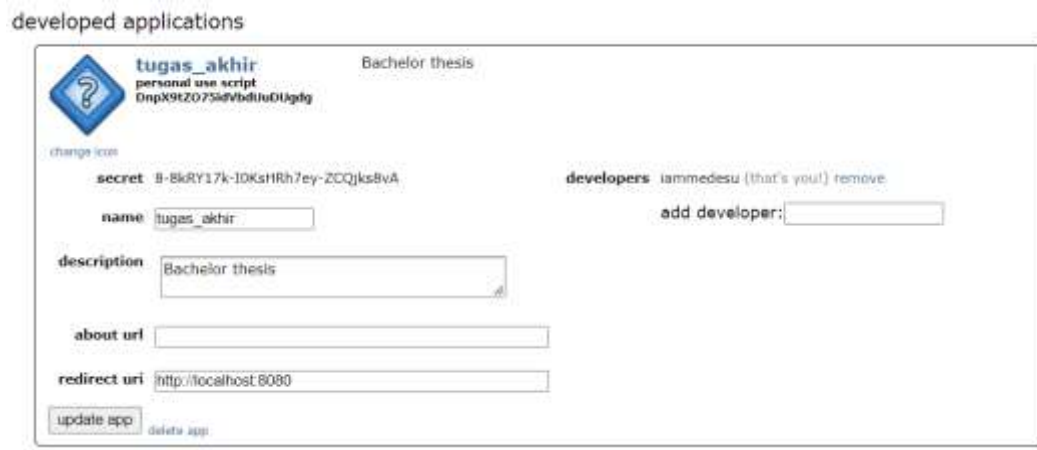 developed applications
tugas_akhir Bachelor thesis
personal use script
change icon
secret
developers iammedesu (that's you!) remove
name tugas_akhir
add developer:
description Bachelor thesis
about url
redirect uri http://localhost:8080
update app delete app